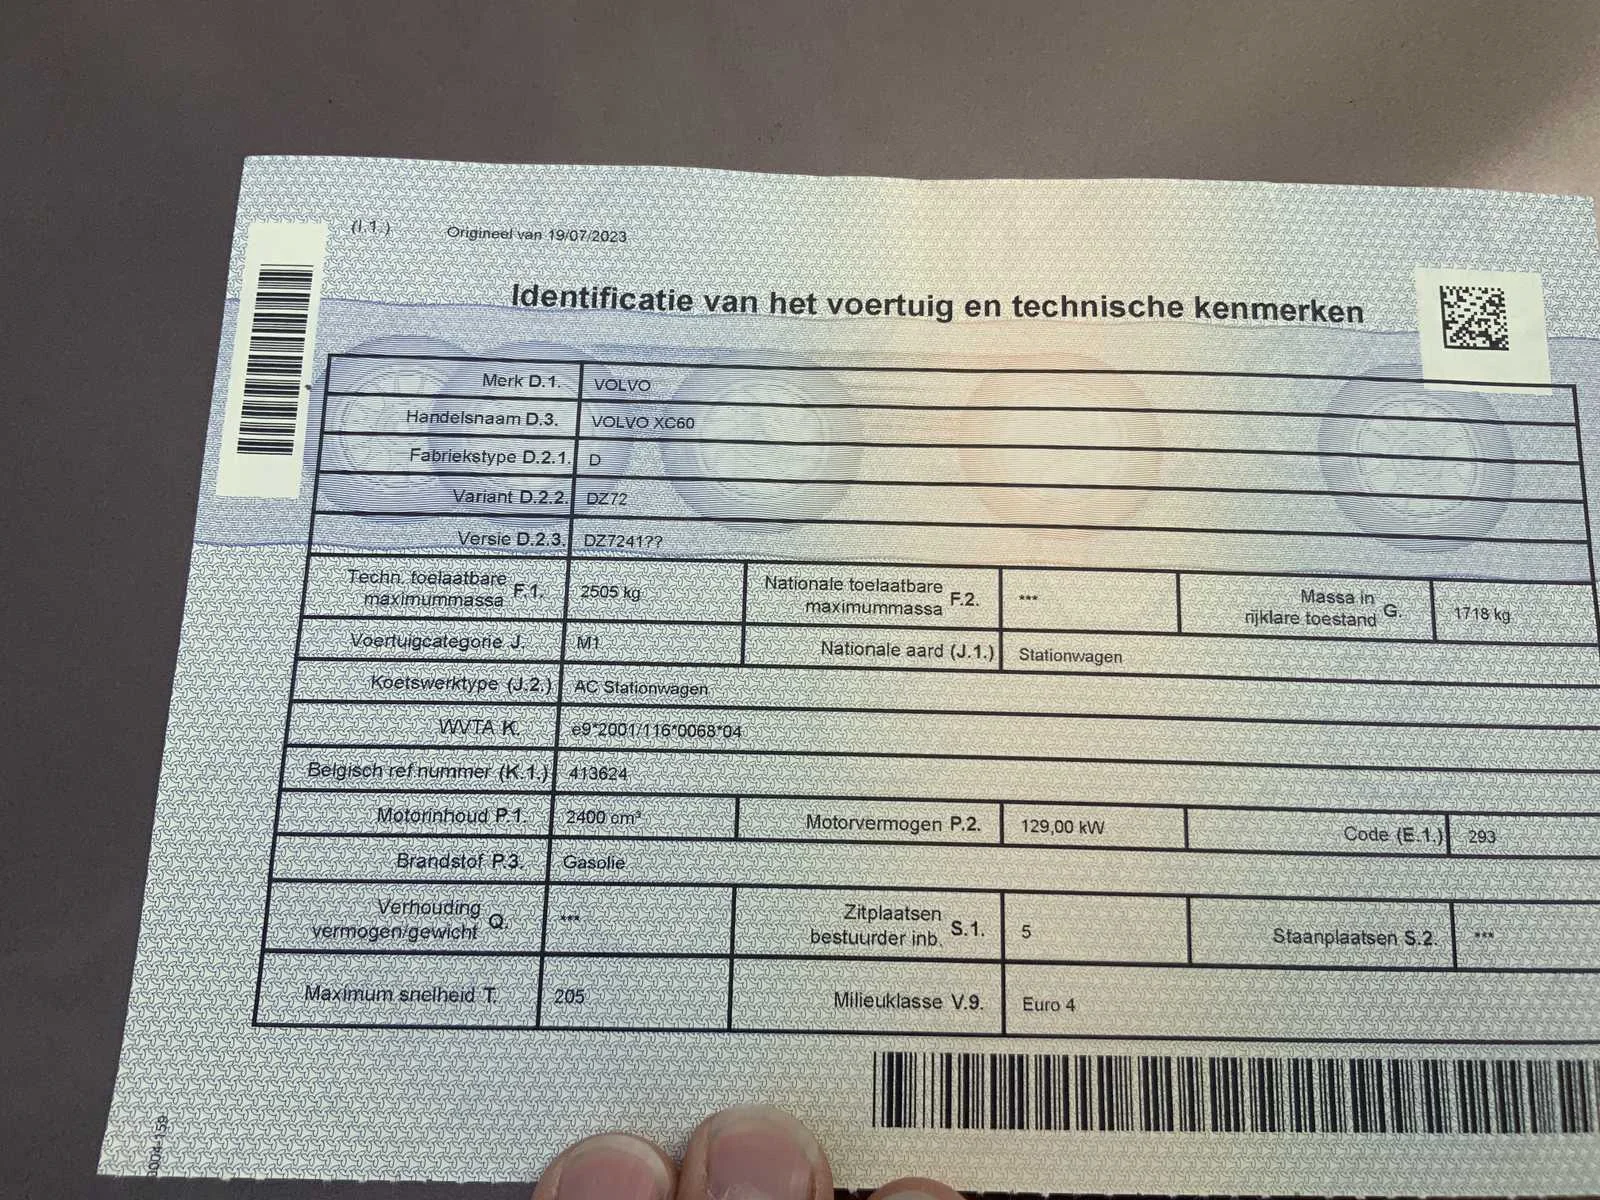 (I.1.) Origineel van 19/07/2023
Identificatie van het voertuig en technische kenmerken
Merk D.1. VOLVO
Handelsnaam D.3. VOLVO XC60
Fabriekstype D.2.1. D
Variant D.2.2. DZ72
Versie D.2.3. DZ7241??
Techn. toelaatbare maximummassa F.1. 2505 kg Nationale toelaatbare maximummassa F.2. *** Massa in rijklare toestand G. 1718 kg
Voertuigcategorie J. M1 Nationale aard (J.1.) Stationwagen
Koetswerktype (J.2.) AC Stationwagen
WVTA K. e9*2001/116*0068*04
Belgisch ref.nummer (K.1.) 413624
Motorinhoud P.1. 2400 cm³ Motorvermogen P.2. 129,00 kW Code (E.1.) 293
Brandstof P.3. Gasolie
Verhouding vermogen/gewicht Q. *** Zitplaatsen bestuurder inb. S.1. 5 Staanplaatsen S.2. ***
Maximum snelheid T. 205 Milieuklasse V.9. Euro 4